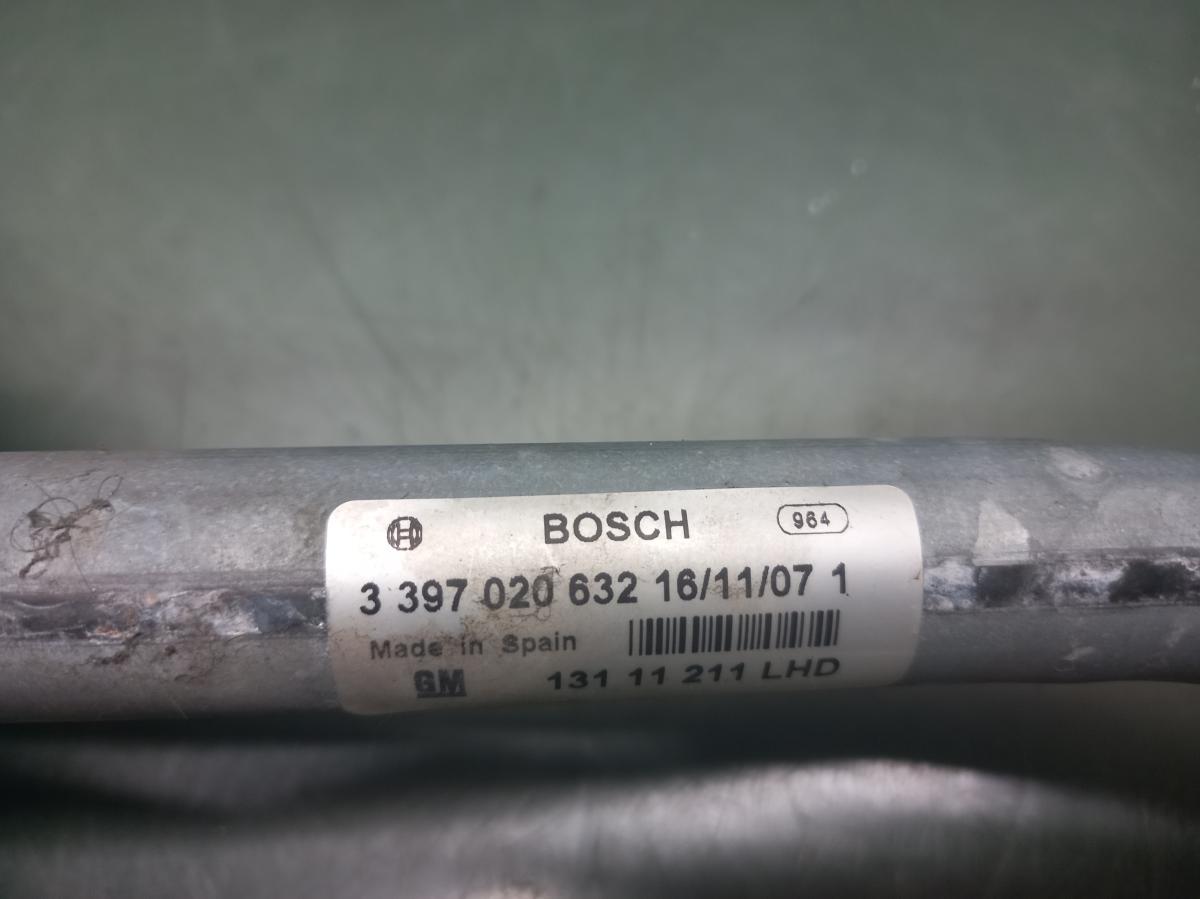 BOSCH 964
3 397 020 632 16/11/07 1
Made in Spain
GM 131 11 211 LHD